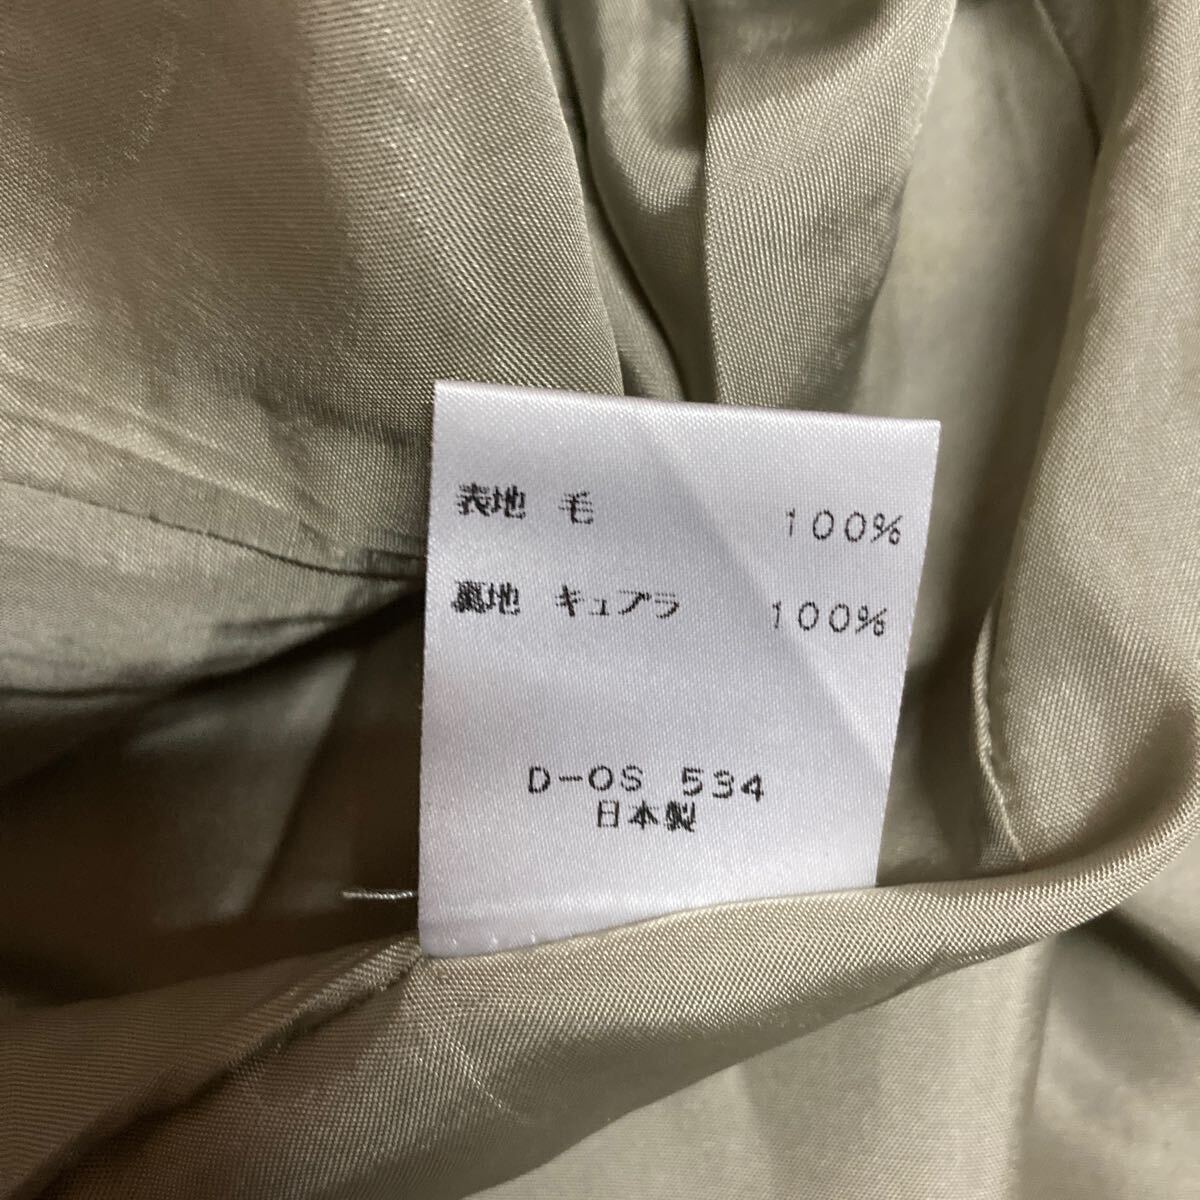 表地 毛 100%
裏地 キュプラ 100%
D-OS 534
日本製